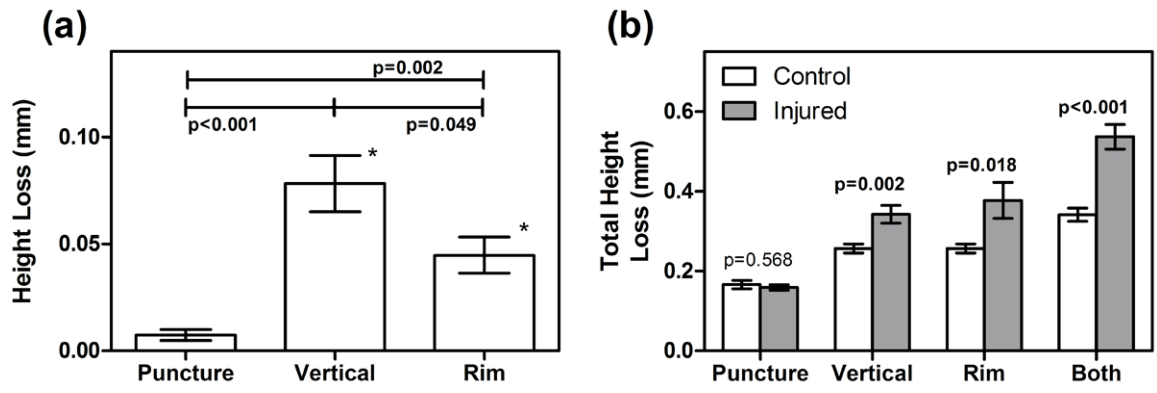 (a)
Height Loss (mm)
0.10
0.05
0.00
p=0.002
p<0.001
p=0.049
*
*
Puncture
Vertical
Rim
(b)
Total Height
Loss (mm)
0.6
0.4
0.2
0.0
Control
Injured
p=0.568
p=0.002
p=0.018
p<0.001
Puncture
Vertical
Rim
Both